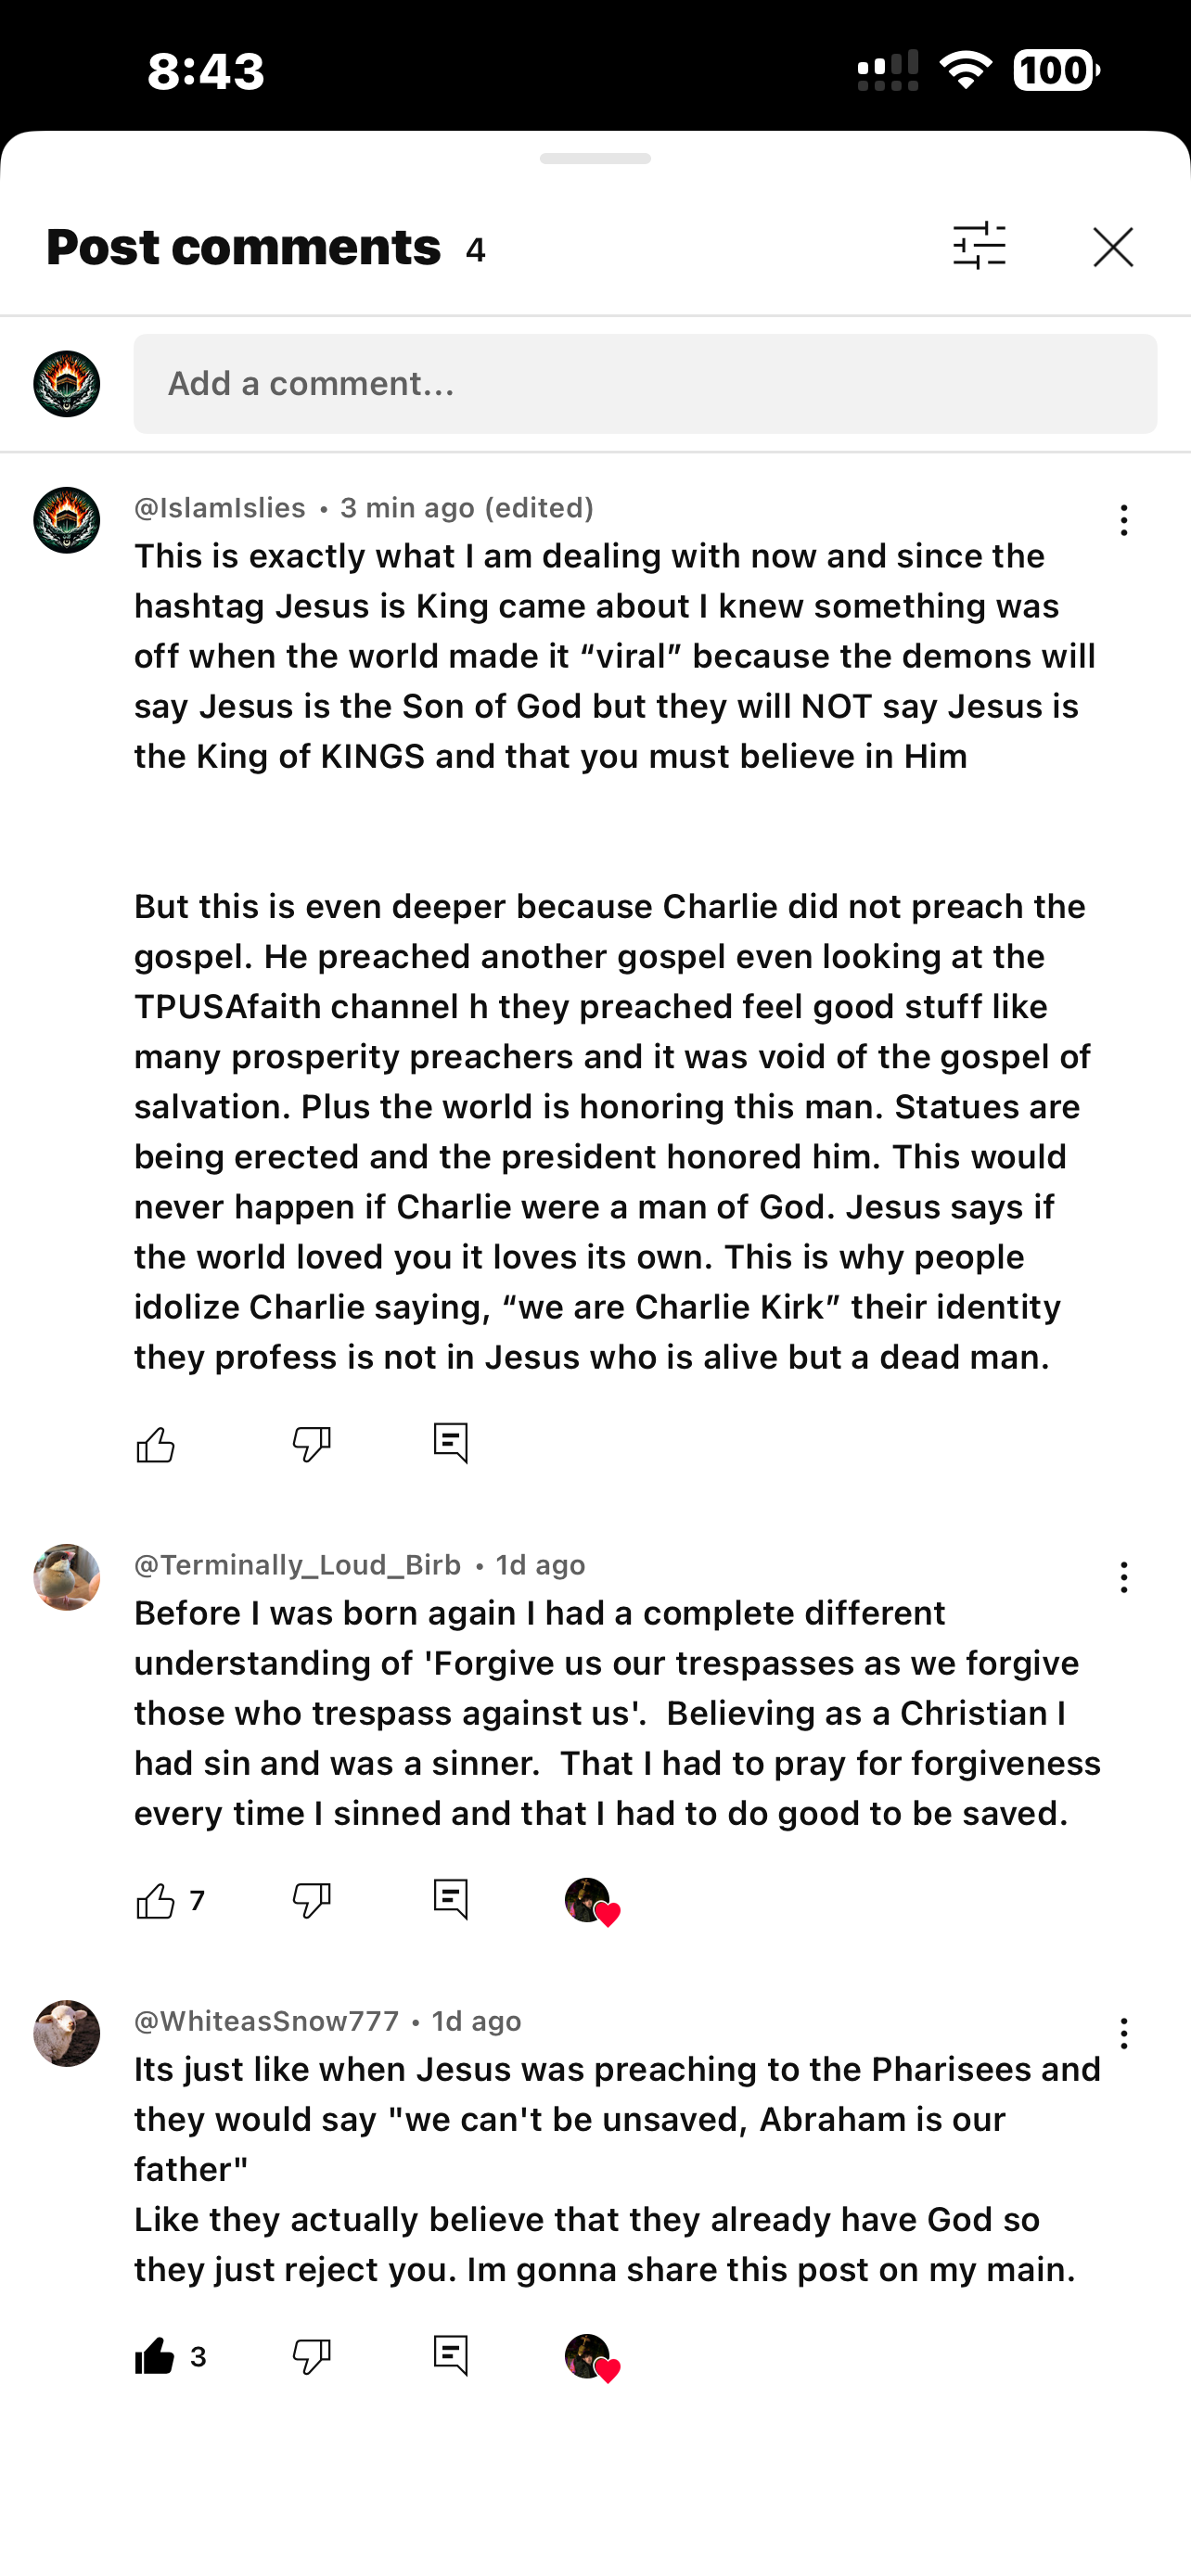 8:43
100
Post comments 4
Add a comment...
@IslamIslies • 3 min ago (edited)
This is exactly what I am dealing with now and since the
hashtag Jesus is King came about I knew something was
off when the world made it “viral” because the demons will
say Jesus is the Son of God but they will NOT say Jesus is
the King of KINGS and that you must believe in Him
But this is even deeper because Charlie did not preach the
gospel. He preached another gospel even looking at the
TPUSAfaith channel h they preached feel good stuff like
many prosperity preachers and it was void of the gospel of
salvation. Plus the world is honoring this man. Statues are
being erected and the president honored him. This would
never happen if Charlie were a man of God. Jesus says if
the world loved you it loves its own. This is why people
idolize Charlie saying, “we are Charlie Kirk” their identity
they profess is not in Jesus who is alive but a dead man.
@Terminally_Loud_Birb • 1d ago
Before I was born again I had a complete different
understanding of 'Forgive us our trespasses as we forgive
those who trespass against us'.  Believing as a Christian I
had sin and was a sinner.  That I had to pray for forgiveness
every time I sinned and that I had to do good to be saved.
7
@WhiteasSnow777 • 1d ago
Its just like when Jesus was preaching to the Pharisees and
they would say "we can't be unsaved, Abraham is our
father"
Like they actually believe that they already have God so
they just reject you. Im gonna share this post on my main.
3